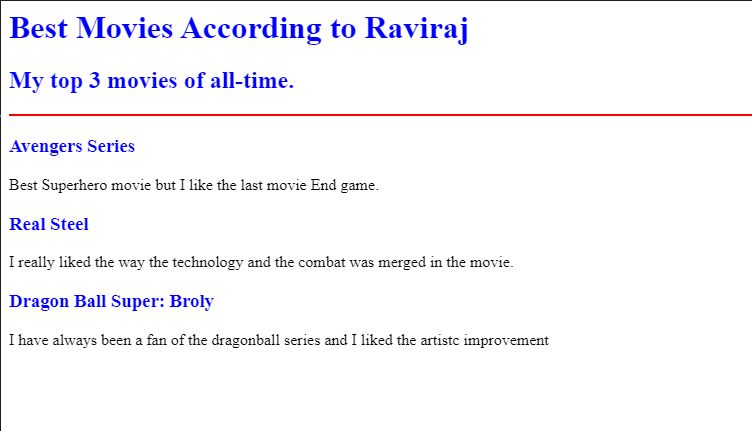 Best Movies According to Raviraj
My top 3 movies of all-time.
Avengers Series
Best Superhero movie but I like the last movie End game.
Real Steel
I really liked the way the technology and the combat was merged in the movie.
Dragon Ball Super: Broly
I have always been a fan of the dragonball series and I liked the artistc improvement